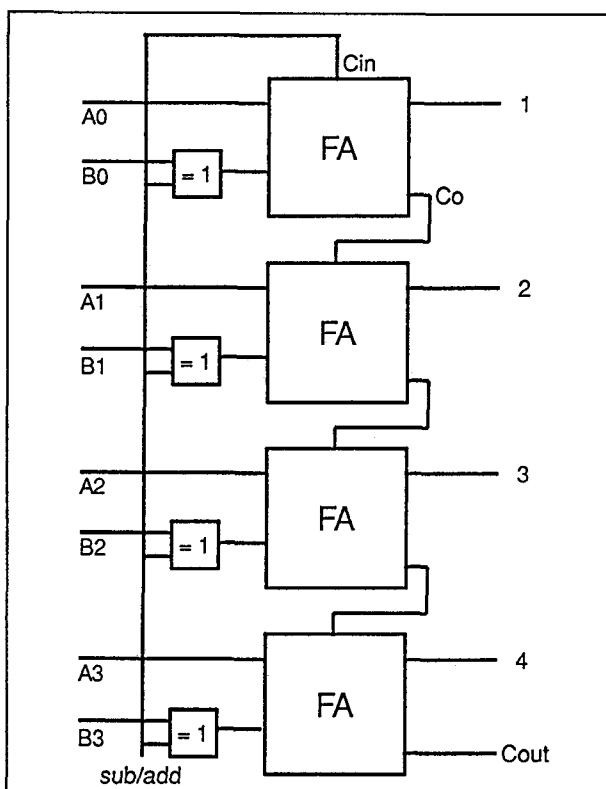 Cin
A0
FA
1
B0
= 1
Co
A1
FA
2
B1
= 1
A2
FA
3
B2
= 1
A3
FA
4
B3
= 1
Cout
sub/add